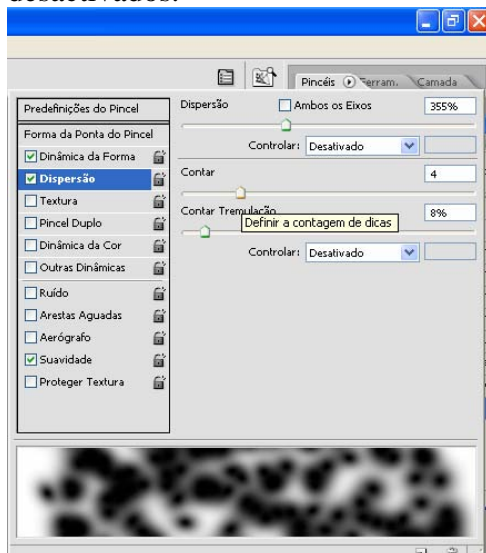 desactivados.
Pincéis Ferram. Camada
Predefinições do Pincel
Forma da Ponta do Pincel
Dinâmica da Forma
Dispersão
Textura
Pincel Duplo
Dinâmica da Cor
Outras Dinâmicas
Ruído
Arestas Aguadas
Aerógrafo
Suavidade
Proteger Textura
Dispersão Ambos os Eixos 355%
Controlar: Desativado
Contar 4
Contar Tremulação 8%
Definir a contagem de dicas
Controlar: Desativado